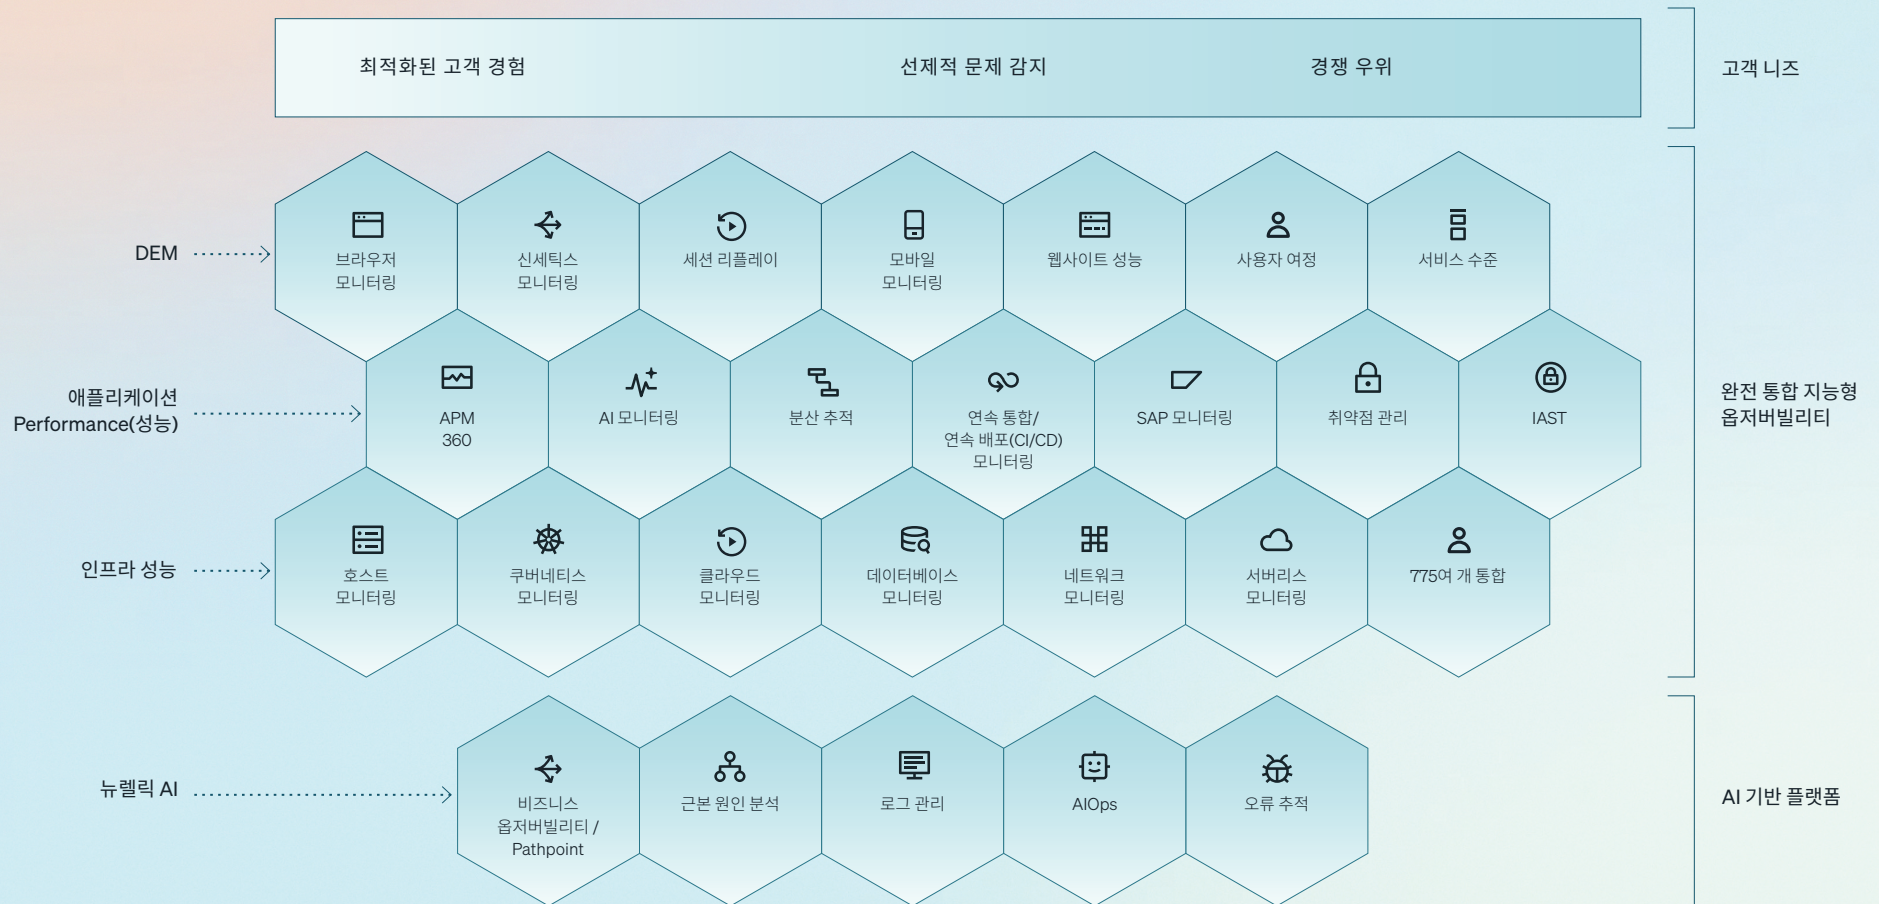 최적화된 고객 경험
선제적 문제 감지
경쟁 우위
고객 니즈
DEM
브라우저
모니터링
신세틱스
모니터링
세션 리플레이
모바일
모니터링
웹사이트 성능
사용자 여정
서비스 수준
애플리케이션
Performance(성능)
APM
360
AI 모니터링
분산 추적
연속 통합/
연속 배포(CI/CD)
모니터링
SAP 모니터링
취약점 관리
IAST
완전 통합 지능형
옵저버빌리티
인프라 성능
호스트
모니터링
쿠버네티스
모니터링
클라우드
모니터링
데이터베이스
모니터링
네트워크
모니터링
서버리스
모니터링
775여 개 통합
뉴렐릭 AI
비즈니스
옵저버빌리티 /
Pathpoint
근본 원인 분석
로그 관리
AIOps
오류 추적
AI 기반 플랫폼